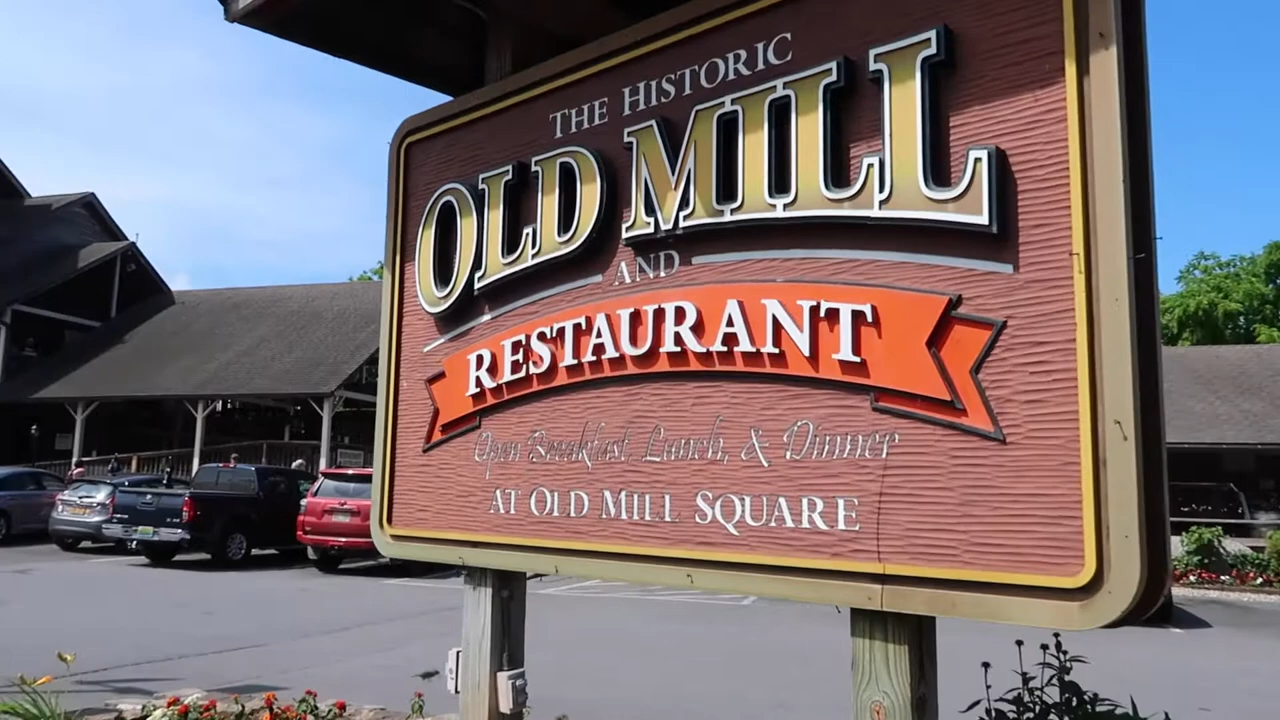 THE HISTORIC
OLD MILL
AND
RESTAURANT
Open Breakfast, Lunch, & Dinner
AT OLD MILL SQUARE